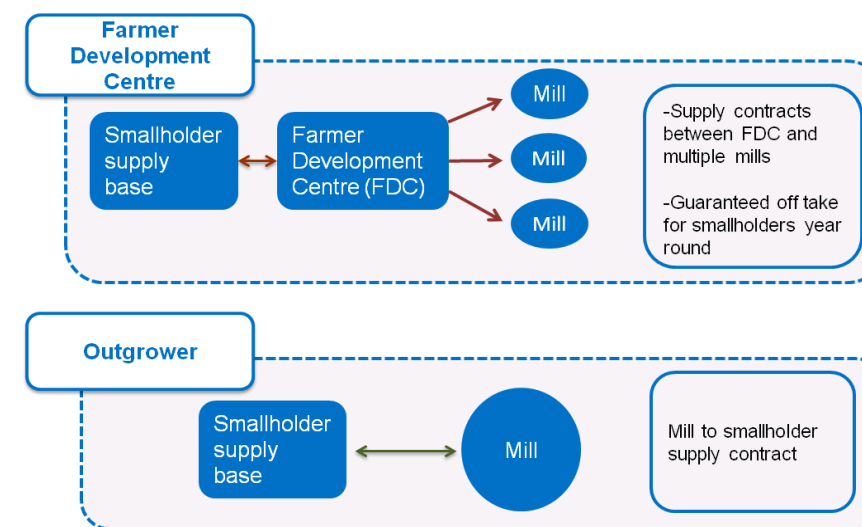 Farmer
Development
Centre
Smallholder
supply
base
Farmer
Development
Centre (FDC)
Mill
Mill
Mill
-Supply contracts
between FDC and
multiple mills
-Guaranteed off take
for smallholders year
round
Outgrower
Smallholder
supply
base
Mill
Mill to smallholder
supply contract